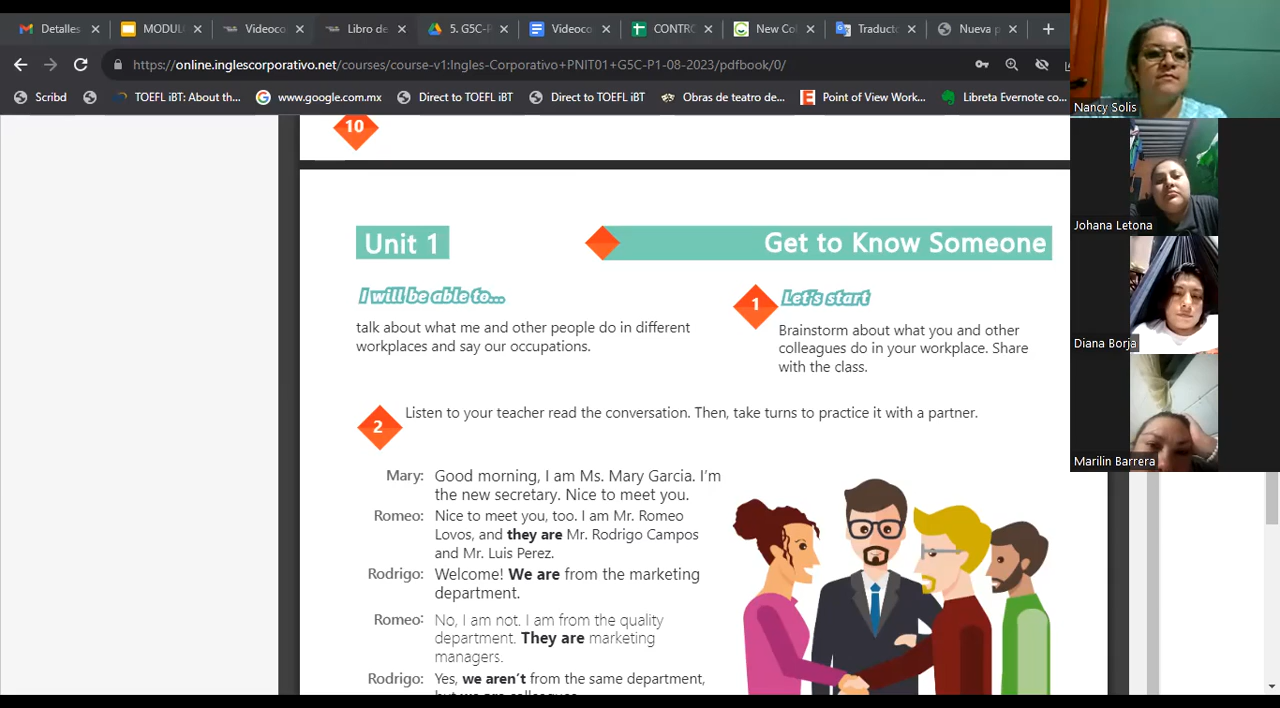 Detalles
MODUL
Videocc
Libro de
5. G5C-P
Videoco
CONTR
New Co
Traducto
Nueva p
https://online.inglescorporativo.net/courses/course-v1:Ingles-Corporativo+PNIT01+G5C-P1-08-2023/pdfbook/0/
Scribd
TOEFL iBT: About th...
www.google.com.mx
Direct to TOEFL iBT
Direct to TOEFL iBT
Obras de teatro de...
Point of View Work...
Libreta Evernote co...
Nancy Solis
Johana Letona
Diana Borja
Marilin Barrera
10
Unit 1
Get to Know Someone
I will be able to...
talk about what me and other people do in different
workplaces and say our occupations.
1
Let's start
Brainstorm about what you and other
colleagues do in your workplace. Share
with the class.
2
Listen to your teacher read the conversation. Then, take turns to practice it with a partner.
Mary: Good morning, I am Ms. Mary Garcia. I'm
the new secretary. Nice to meet you.
Romeo: Nice to meet you, too. I am Mr. Romeo
Lovos, and they are Mr. Rodrigo Campos
and Mr. Luis Perez.
Rodrigo: Welcome! We are from the marketing
department.
Romeo: No, I am not. I am from the quality
department. They are marketing
managers.
Rodrigo: Yes, we aren't from the same department,